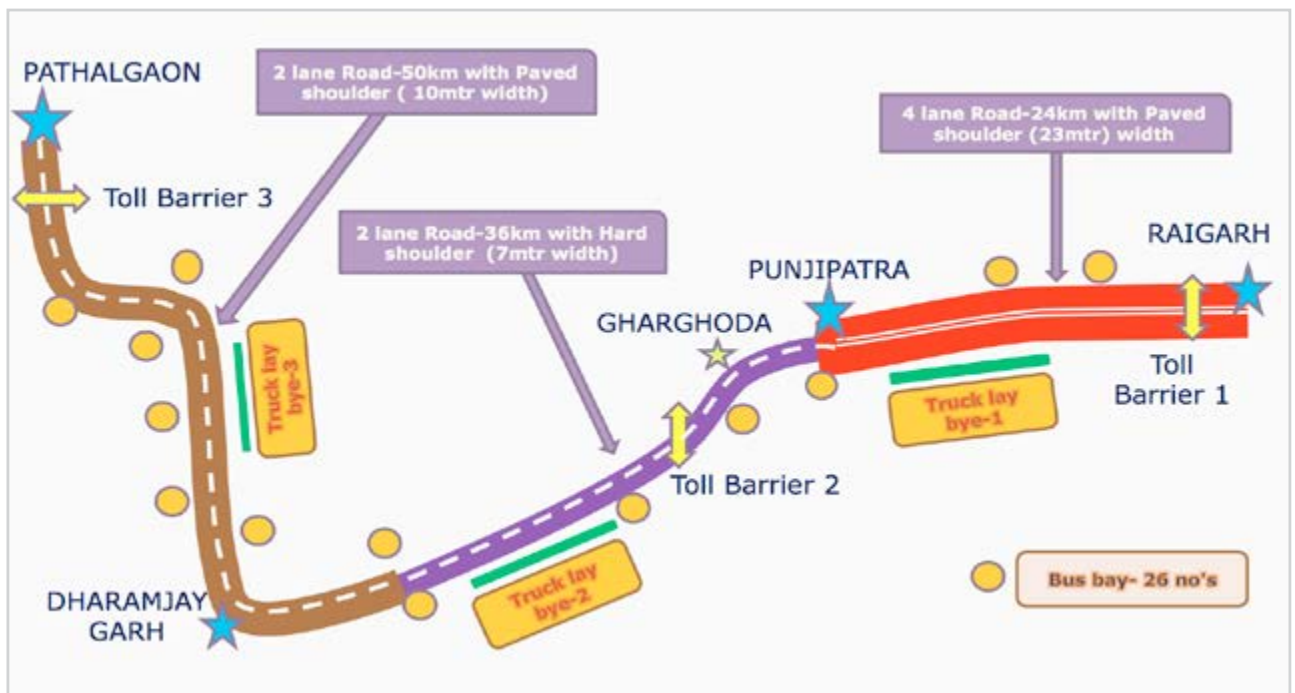 PATHALGAON
2 lane Road-50km with Paved
shoulder ( 10mtr width)
4 lane Road-24km with Paved
shoulder (23mtr) width
Toll Barrier 3
2 lane Road-36km with Hard
shoulder (7mtr width)
RAIGARH
PUNJIPATRA
GHARGHODA
Truck lay
bye-3
Toll
Barrier 1
Truck lay
bye-1
Toll Barrier 2
Truck lay
bye-2
DHARAMJAY
GARH
Bus bay- 26 no's